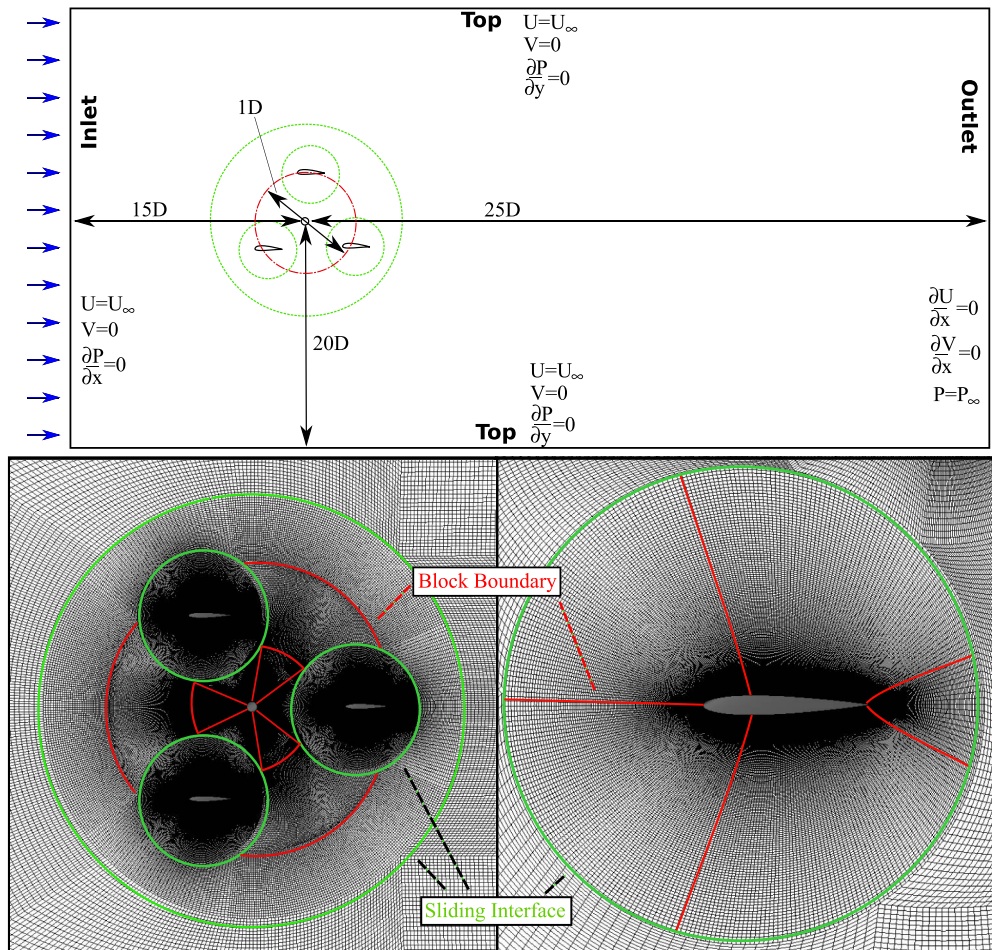 Top
U=U∞
V=0
∂P/∂y=0
Inlet
Outlet
1D
15D
25D
U=U∞
V=0
∂P/∂x=0
20D
∂U/∂x=0
∂V/∂x=0
P=P∞
U=U∞
V=0
∂P/∂y=0
Top
Block Boundary
Sliding Interface